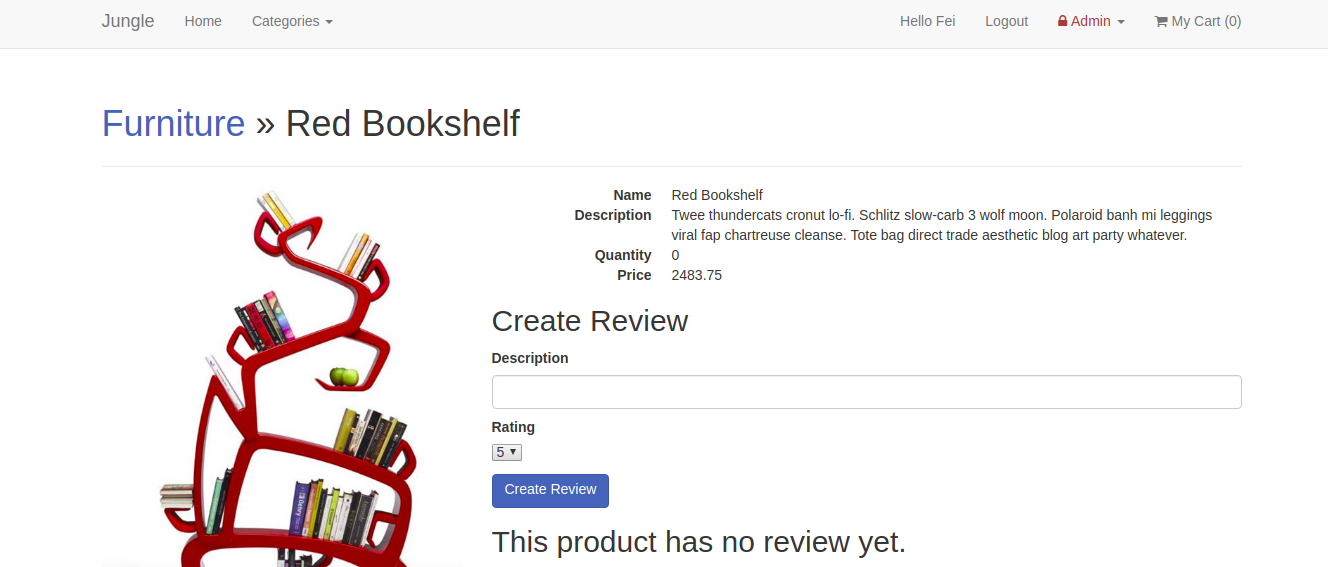 Jungle Home Categories Hello Fei Logout Admin My Cart (0)
Furniture » Red Bookshelf
Name Red Bookshelf
Description Twee thundercats cronut lo-fi. Schlitz slow-carb 3 wolf moon. Polaroid banh mi leggings
viral fap chartreuse cleanse. Tote bag direct trade aesthetic blog art party whatever.
Quantity 0
Price 2483.75
Create Review
Description
Rating
5
Create Review
This product has no review yet.